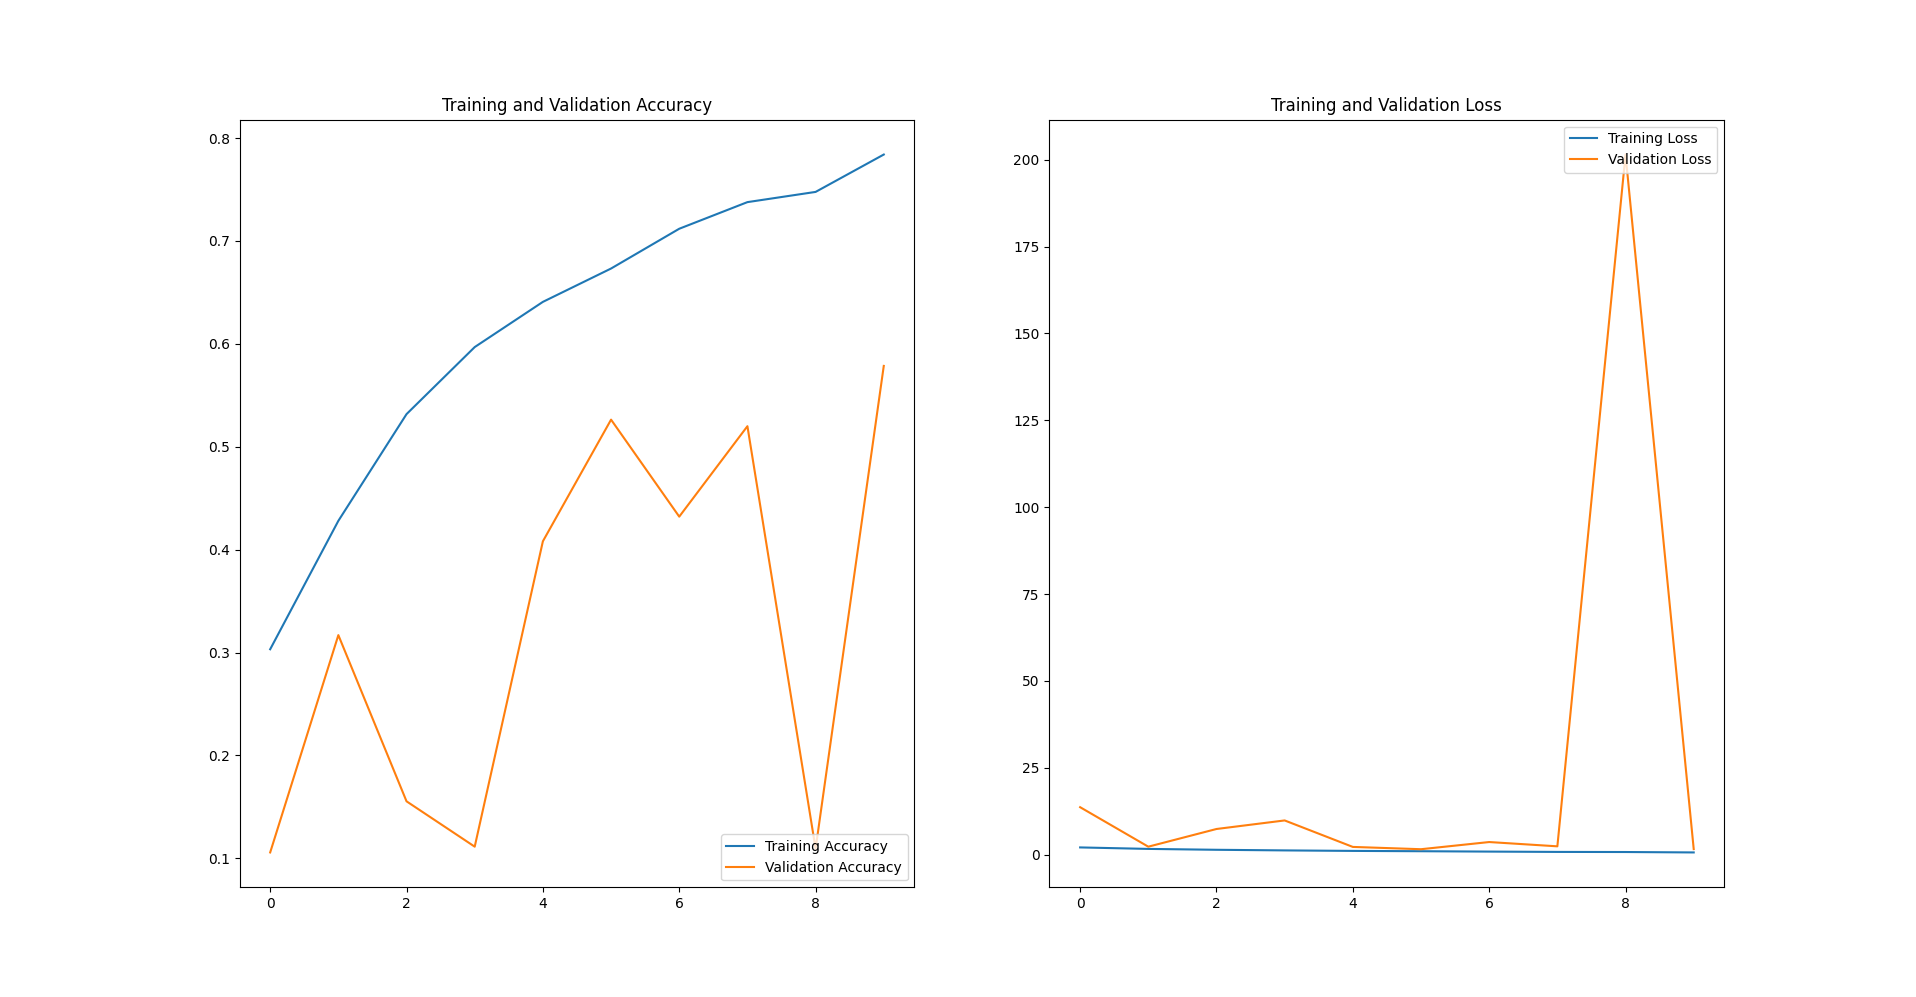 Training and Validation Accuracy
0.8
0.7
0.6
0.5
0.4
0.3
0.2
0.1
0 2 4 6 8
Training Accuracy
Validation Accuracy
Training and Validation Loss
200
175
150
125
100
75
50
25
0
0 2 4 6 8
Training Loss
Validation Loss